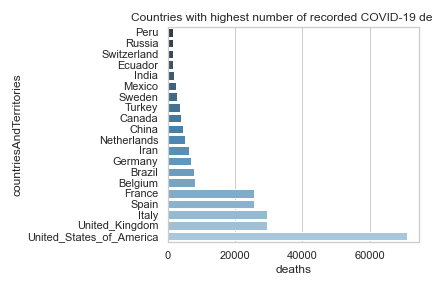 Countries with highest number of recorded COVID-19 de
Peru
Russia
Switzerland
Ecuador
India
Mexico
Sweden
Turkey
Canada
China
Netherlands
Iran
Germany
Brazil
Belgium
France
Spain
Italy
United_Kingdom
United_States_of_America
countriesAndTerritories
0 20000 40000 60000
deaths